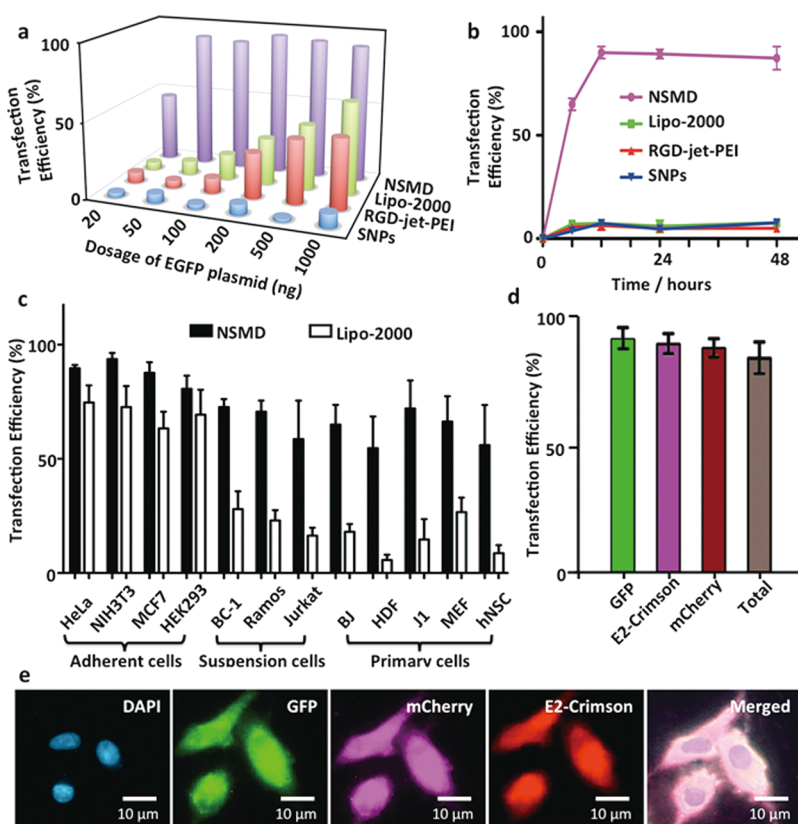 a
Transfection
Efficiency (%)
100
50
0
20
50
100
200
500
1000
Dosage of EGFP plasmid (ng)
NSMD
Lipo-2000
RGD-jet-PEI
SNPs
b
Transfection
Efficiency (%)
100
50
0
0
24
48
Time / hours
NSMD
Lipo-2000
RGD-jet-PEI
SNPs
c
Transfection Efficiency (%)
100
50
0
NSMD
Lipo-2000
HeLa
NIH3T3
MCF7
HEK293
BC-1
Ramos
Jurkat
BJ
HDF
J1
MEF
hNSC
Adherent cells
Suspension cells
Primary cells
d
Transfection Efficiency (%)
100
50
0
GFP
E2-Crimson
mCherry
Total
e
DAPI
10 μm
GFP
10 μm
mCherry
10 μm
E2-Crimson
10 μm
Merged
10 μm